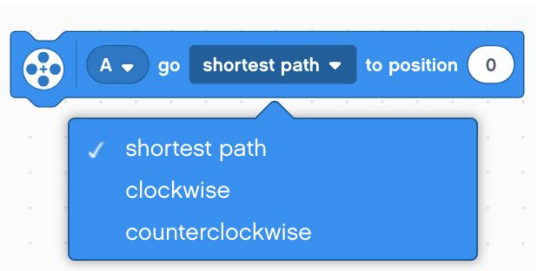 A go shortest path to position 0
shortest path
clockwise
counterclockwise